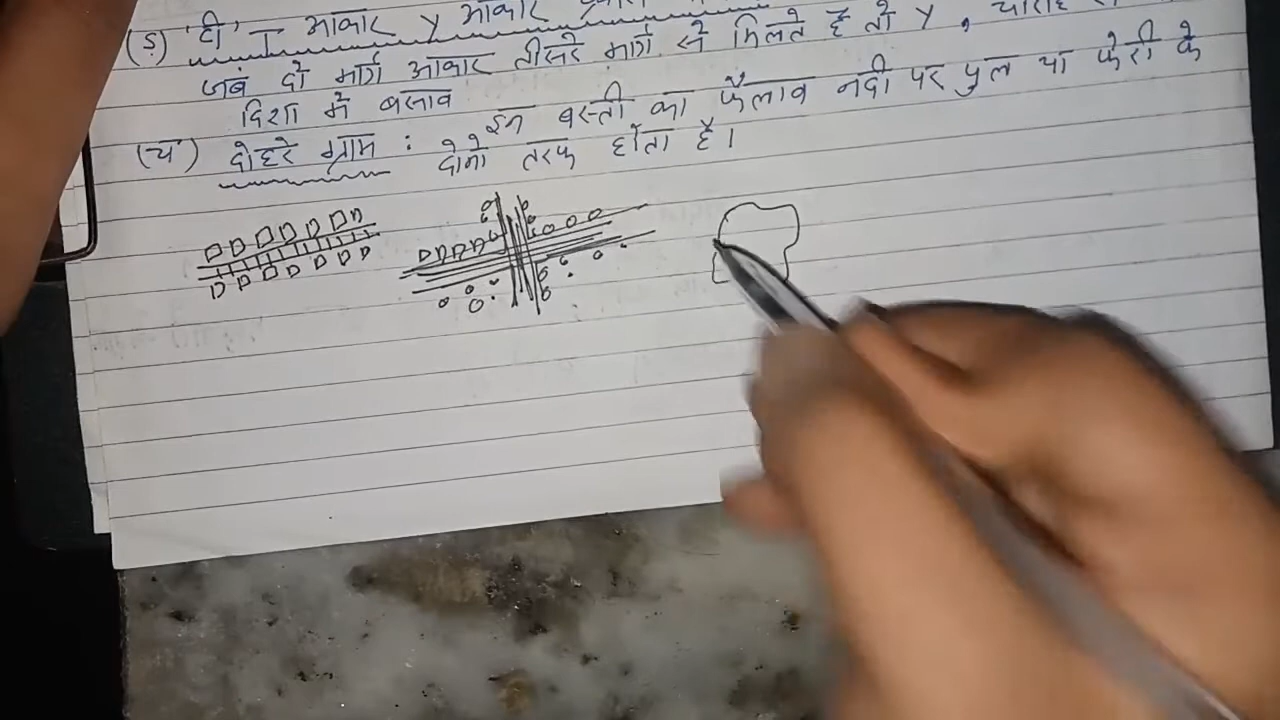 (ड़) 'टी' T आकार Y आकार
जब दो मार्ग आकार तीसरे मार्ग से मिलते है तो Y,
दिशा में बसाव
(च) दोहरे ग्राम : इन बस्ती का फैलाव नदी पर पुल या फेरी के
दोनो तरफ होता है।